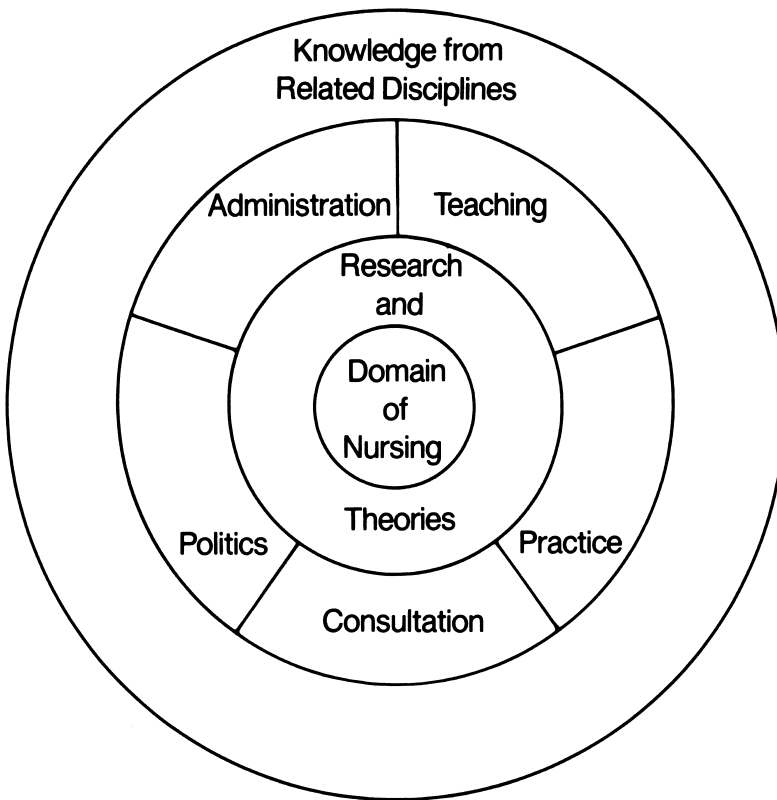 Knowledge from
Related Disciplines
Administration
Teaching
Research
and
Domain
of
Nursing
Theories
Politics
Practice
Consultation